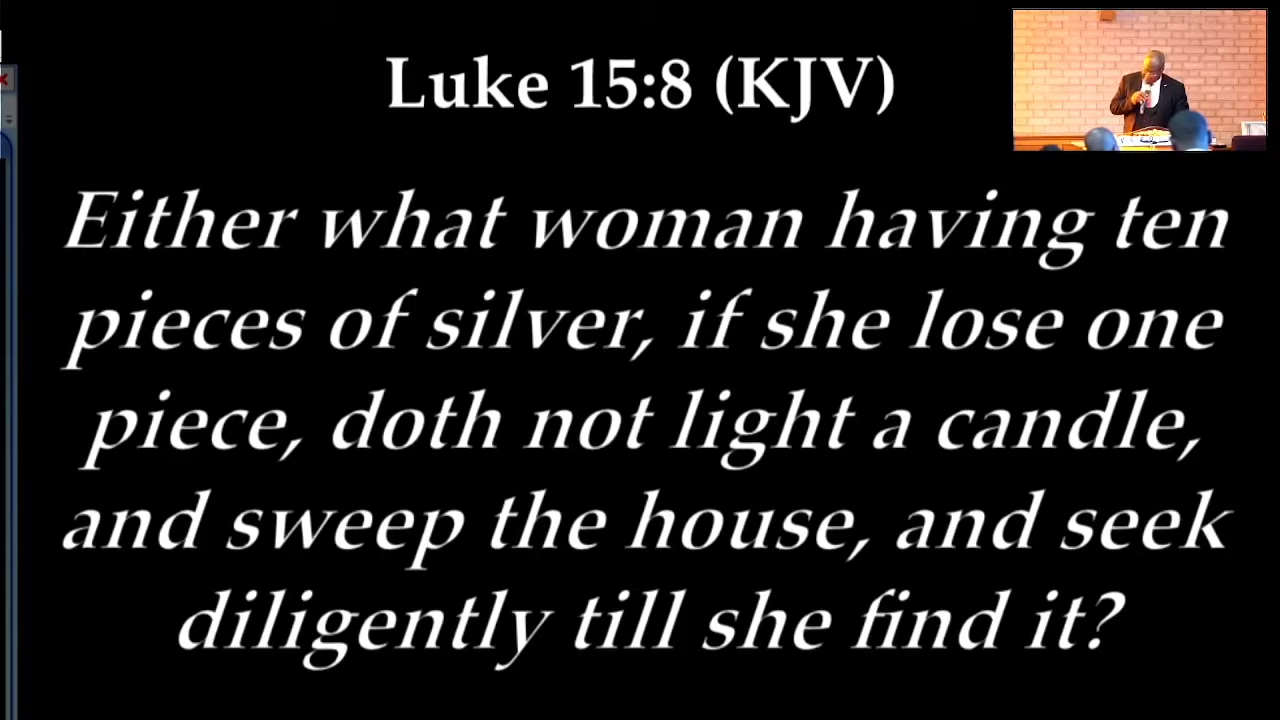 Luke 15:8 (KJV)
Either what woman having ten
pieces of silver, if she lose one
piece, doth not light a candle,
and sweep the house, and seek
diligently till she find it?